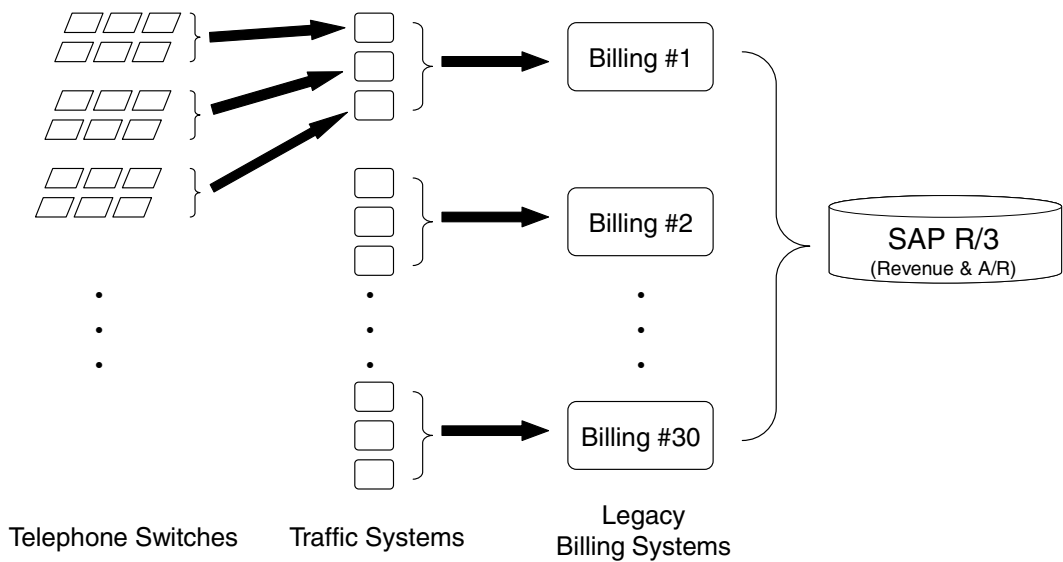 Billing #1
Billing #2
SAP R/3
(Revenue & A/R)
Billing #30
Telephone Switches
Traffic Systems
Legacy
Billing Systems